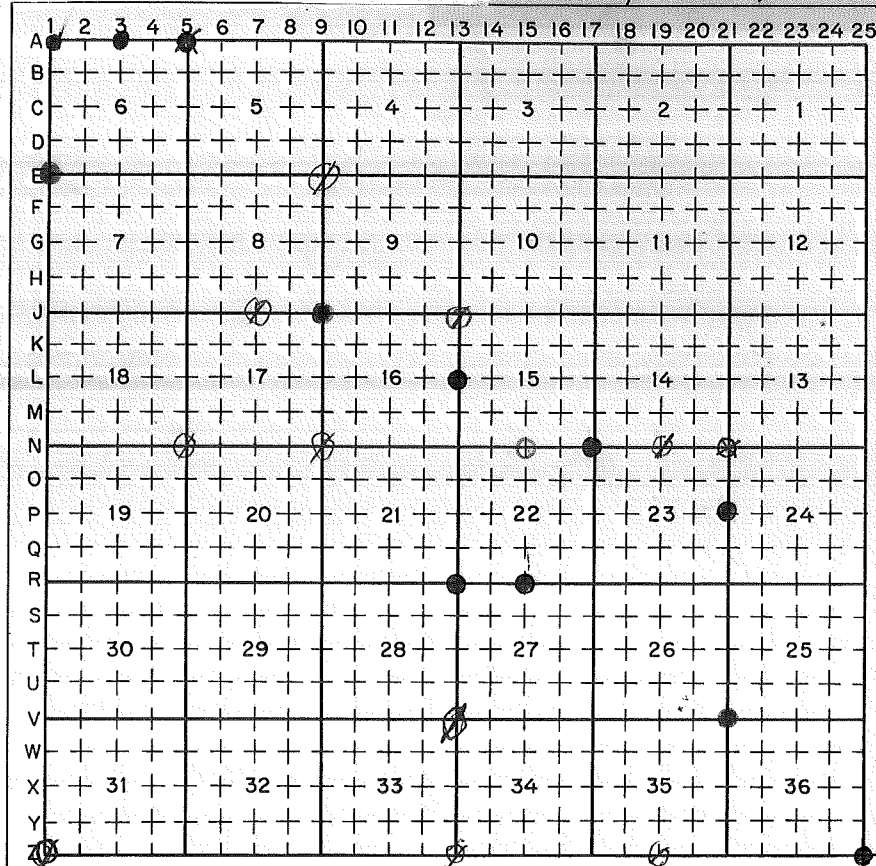 1 2 3 4 5 6 7 8 9 10 11 12 13 14 15 16 17 18 19 20 21 22 23 24 25
A
B
C 6 5 4 3 2 1
D
E
F
G 7 8 9 10 11 12
H
J
K
L 18 17 16 15 14 13
M
N
O
P 19 20 21 22 23 24
Q
R
S
T 30 29 28 27 26 25
U
V
W
X 31 32 33 34 35 36
Y
Z